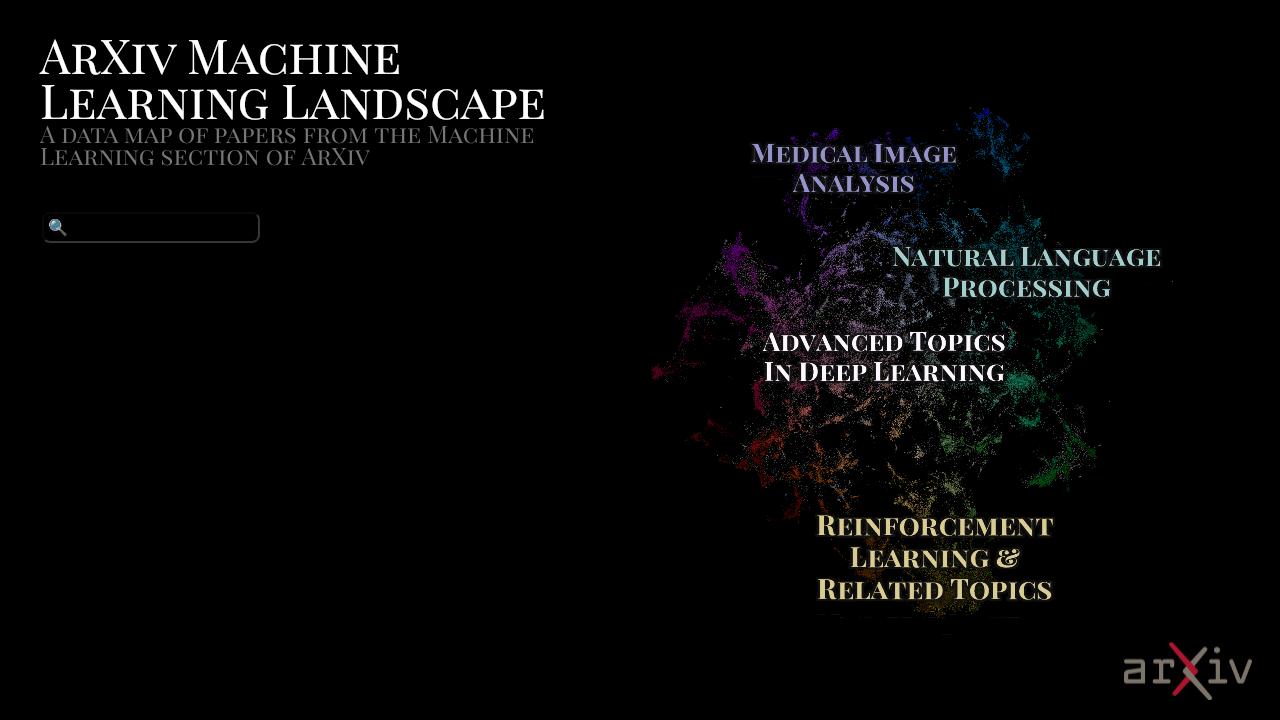 ArXiv Machine
Learning Landscape
A data map of papers from the Machine
Learning section of ArXiv
Medical Image
Analysis
Natural Language
Processing
Advanced Topics
In Deep Learning
Reinforcement
Learning &
Related Topics
arXiv